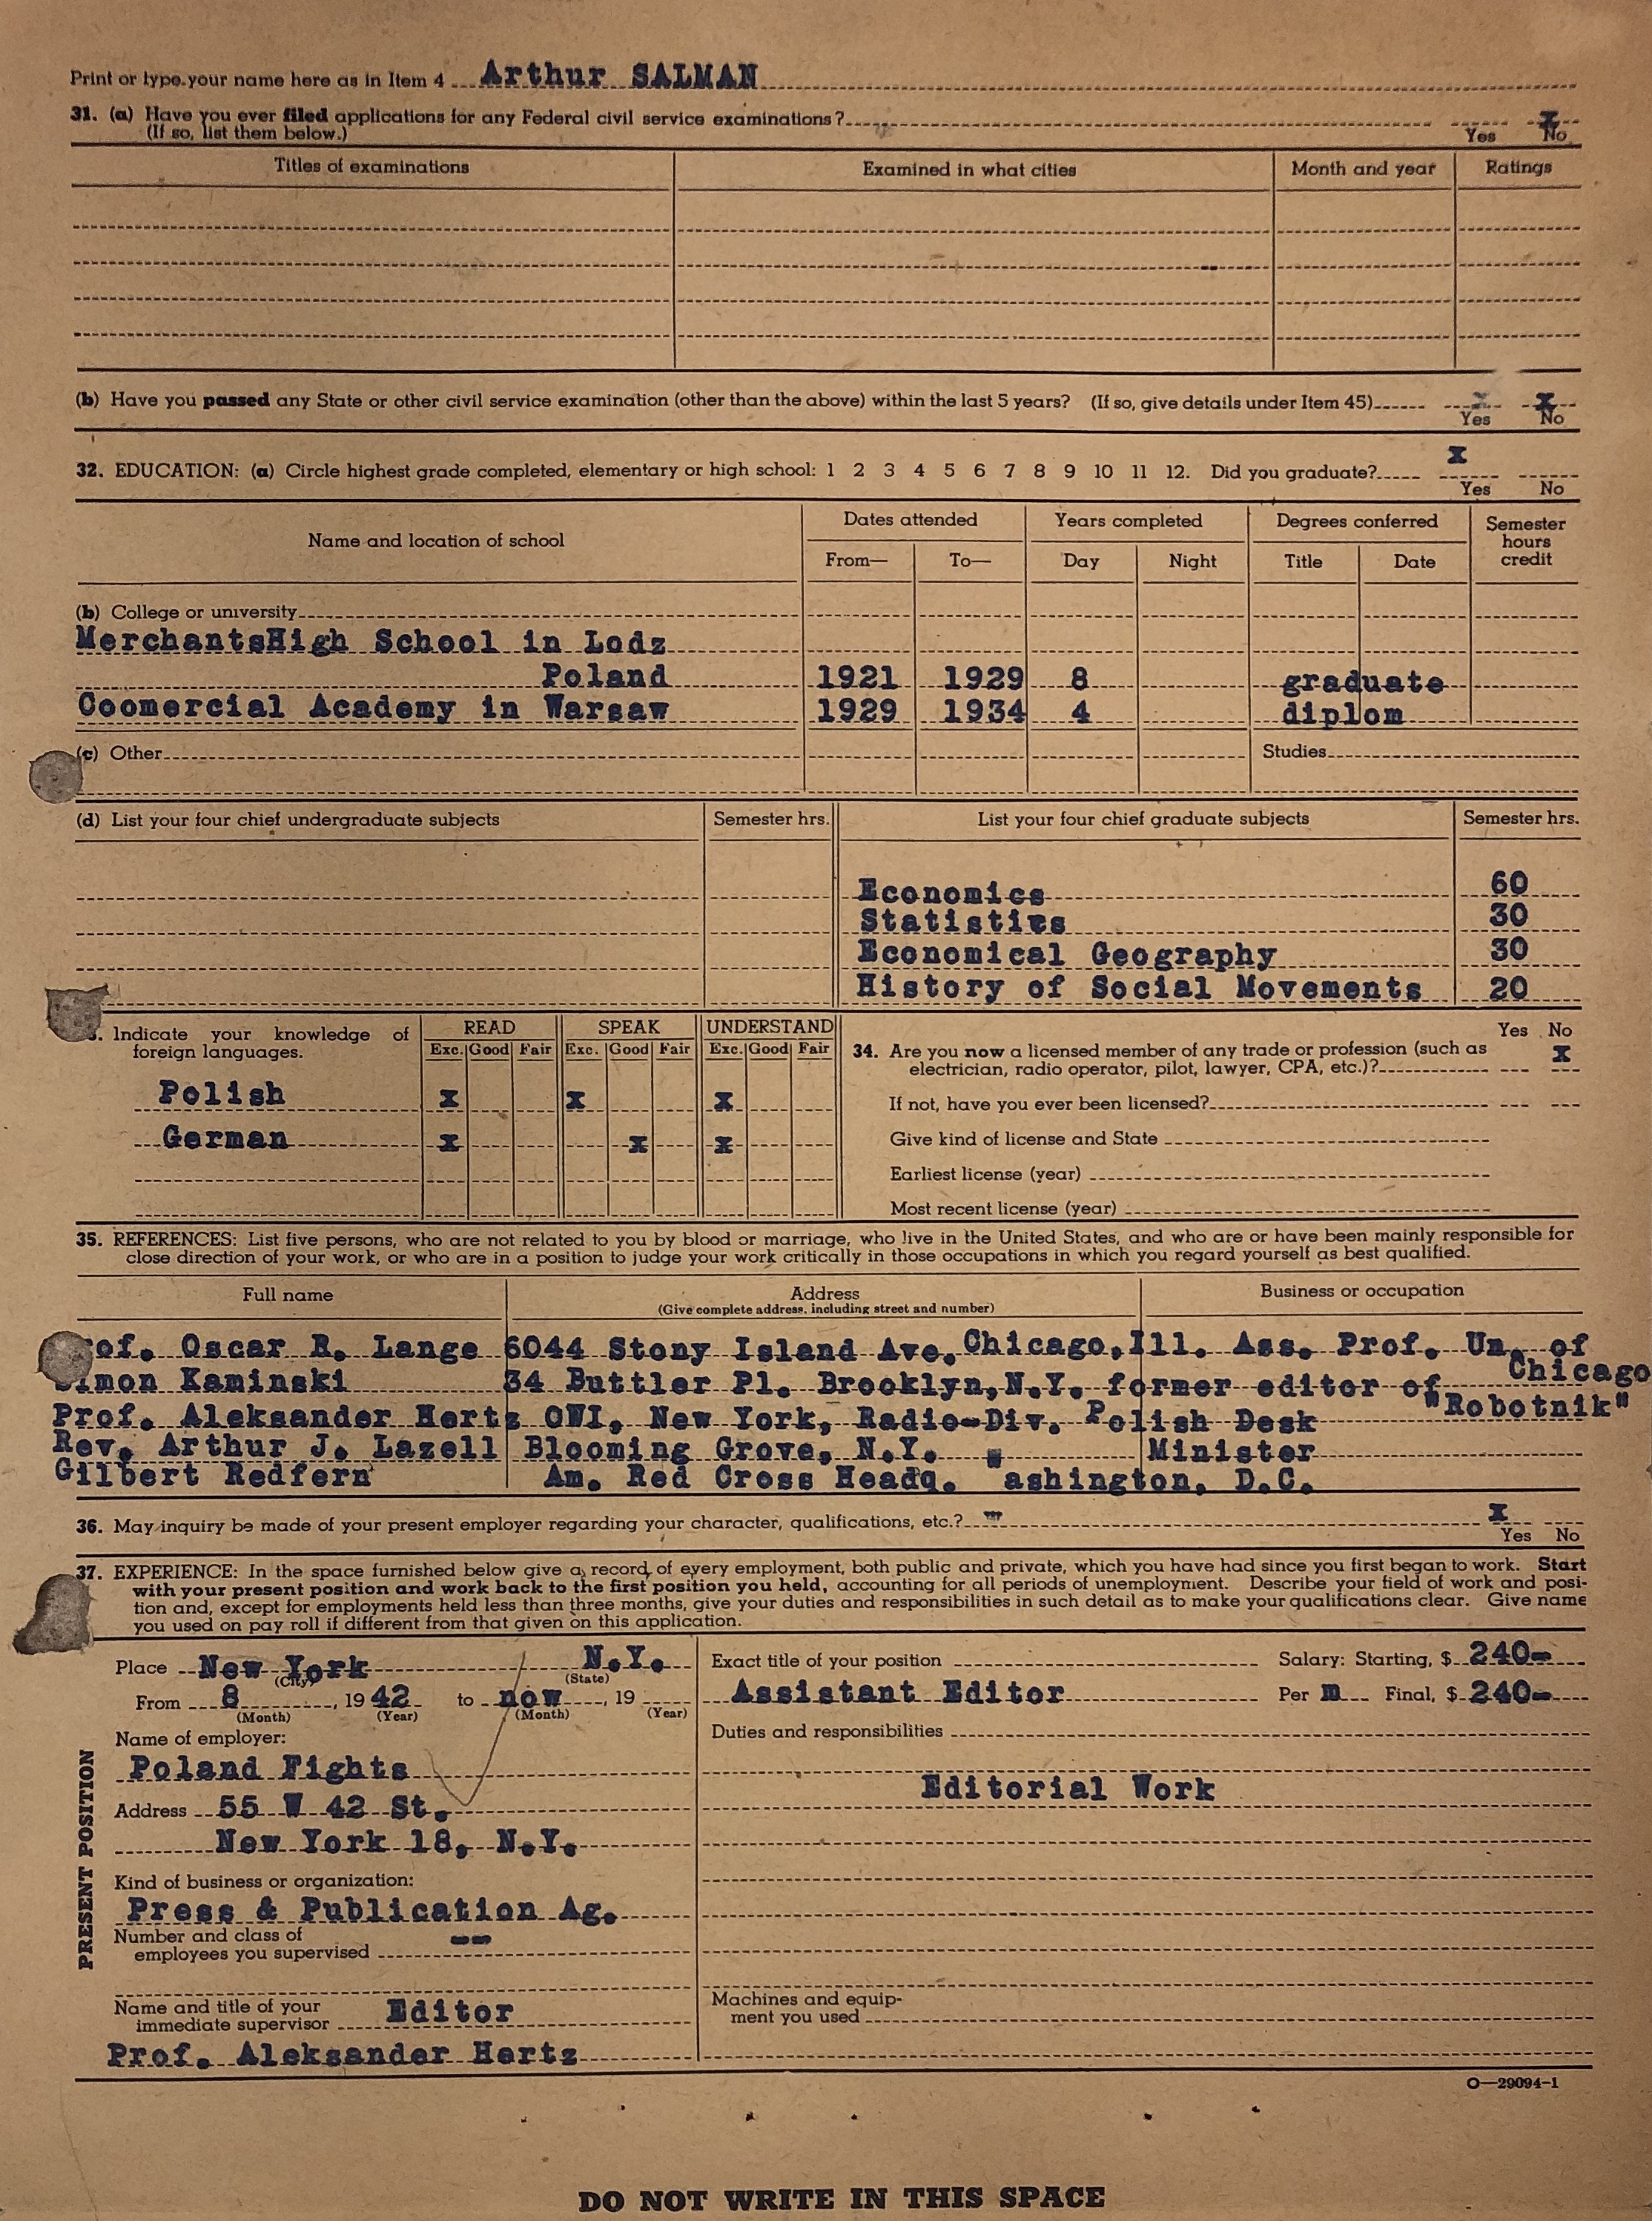 Print or type your name here as in Item 4 Arthur SALMAN
31. (a) Have you ever filed applications for any Federal civil service examinations? X
(If so, list them below.) Yes No
Titles of examinations Examined in what cities Month and year Ratings
(b) Have you passed any State or other civil service examination (other than the above) within the last 5 years? (If so, give details under Item 45) X X
Yes No
32. EDUCATION: (a) Circle highest grade completed, elementary or high school: 1 2 3 4 5 6 7 8 9 10 11 12. Did you graduate? X
Yes No
Name and location of school Dates attended Years completed Degrees conferred Semester hours credit
From— To— Day Night Title Date
(b) College or university
MerchantsHigh School in Lodz
Poland 1921 1929 8 graduate
Coomercial Academy in Warsaw 1929 1934 4 diplom
(c) Other Studies
(d) List your four chief undergraduate subjects Semester hrs. List your four chief graduate subjects Semester hrs.
Economics 60
Statistics 30
Economical Geography 30
History of Social Movements 20
Indicate your knowledge of
foreign languages.
READ SPEAK UNDERSTAND
Exc. Good Fair Exc. Good Fair Exc. Good Fair
Polish X X X
German X X X
Yes No
34. Are you now a licensed member of any trade or profession (such as X
electrician, radio operator, pilot, lawyer, CPA, etc.)?
If not, have you ever been licensed?
Give kind of license and State
Earliest license (year)
Most recent license (year)
35. REFERENCES: List five persons, who are not related to you by blood or marriage, who live in the United States, and who are or have been mainly responsible for
close direction of your work, or who are in a position to judge your work critically in those occupations in which you regard yourself as best qualified.
Full name Address Business or occupation
(Give complete address, including street and number)
rof. Oscar R. Lange 6044 Stony Island Ave. Chicago, Ill. Ass. Prof. Un. of
Chicago
imon Kaminski 34 Buttler Pl. Brooklyn, N.Y. former editor of
"Robotnik"
Prof. Aleksander Hertz OWI, New York, Radio-Div. Polish Desk
Rev. Arthur J. Lazell Blooming Grove, N.Y. Minister
Gilbert Redfern Am. Red Cross Headq. Washington, D.C.
36. May inquiry be made of your present employer regarding your character, qualifications, etc.? X
Yes No
37. EXPERIENCE: In the space furnished below give a record of every employment, both public and private, which you have had since you first began to work. Start
with your present position and work back to the first position you held, accounting for all periods of unemployment. Describe your field of work and posi-
tion and, except for employments held less than three months, give your duties and responsibilities in such detail as to make your qualifications clear. Give name
you used on pay roll if different from that given on this application.
PRESENT POSITION
Place New York N.Y.
(City) (State)
From 8, 19 42 to now, 19
(Month) (Year) (Month) (Year)
Name of employer:
Poland Fights
Address 55 W 42 St.
New York 18, N.Y.
Kind of business or organization:
Press & Publication Ag.
Number and class of
employees you supervised --
Name and title of your
immediate supervisor Editor
Prof. Aleksander Hertz
Exact title of your position Salary: Starting, $ 240-
Assistant Editor Per m Final, $ 240-
Duties and responsibilities
Editorial Work
Machines and equip-
ment you used
O—29094-1
DO NOT WRITE IN THIS SPACE